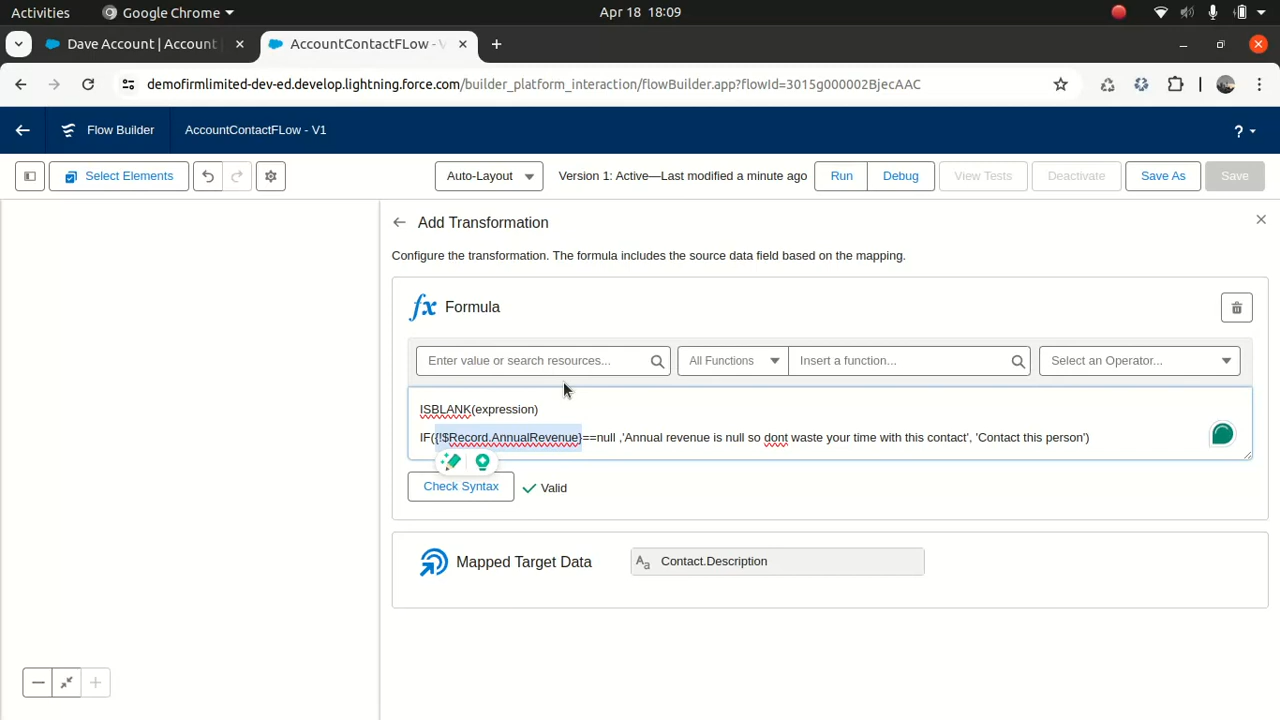 Activities
Google Chrome
Apr 18 18:09
Dave Account | Account
AccountContactFLow - V
demofirmlimited-dev-ed.develop.lightning.force.com/builder_platform_interaction/flowBuilder.app?flowId=3015g000002BjecAAC
Flow Builder
AccountContactFLow - V1
?
Select Elements
Auto-Layout
Version 1: Active—Last modified a minute ago
Run
Debug
View Tests
Deactivate
Save As
Save
Add Transformation
Configure the transformation. The formula includes the source data field based on the mapping.
fx Formula
Enter value or search resources...
All Functions
Insert a function...
Select an Operator...
ISBLANK(expression)
IF({!$Record.AnnualRevenue}==null ,'Annual revenue is null so dont waste your time with this contact', 'Contact this person')
Check Syntax
Valid
Mapped Target Data
Aa Contact.Description